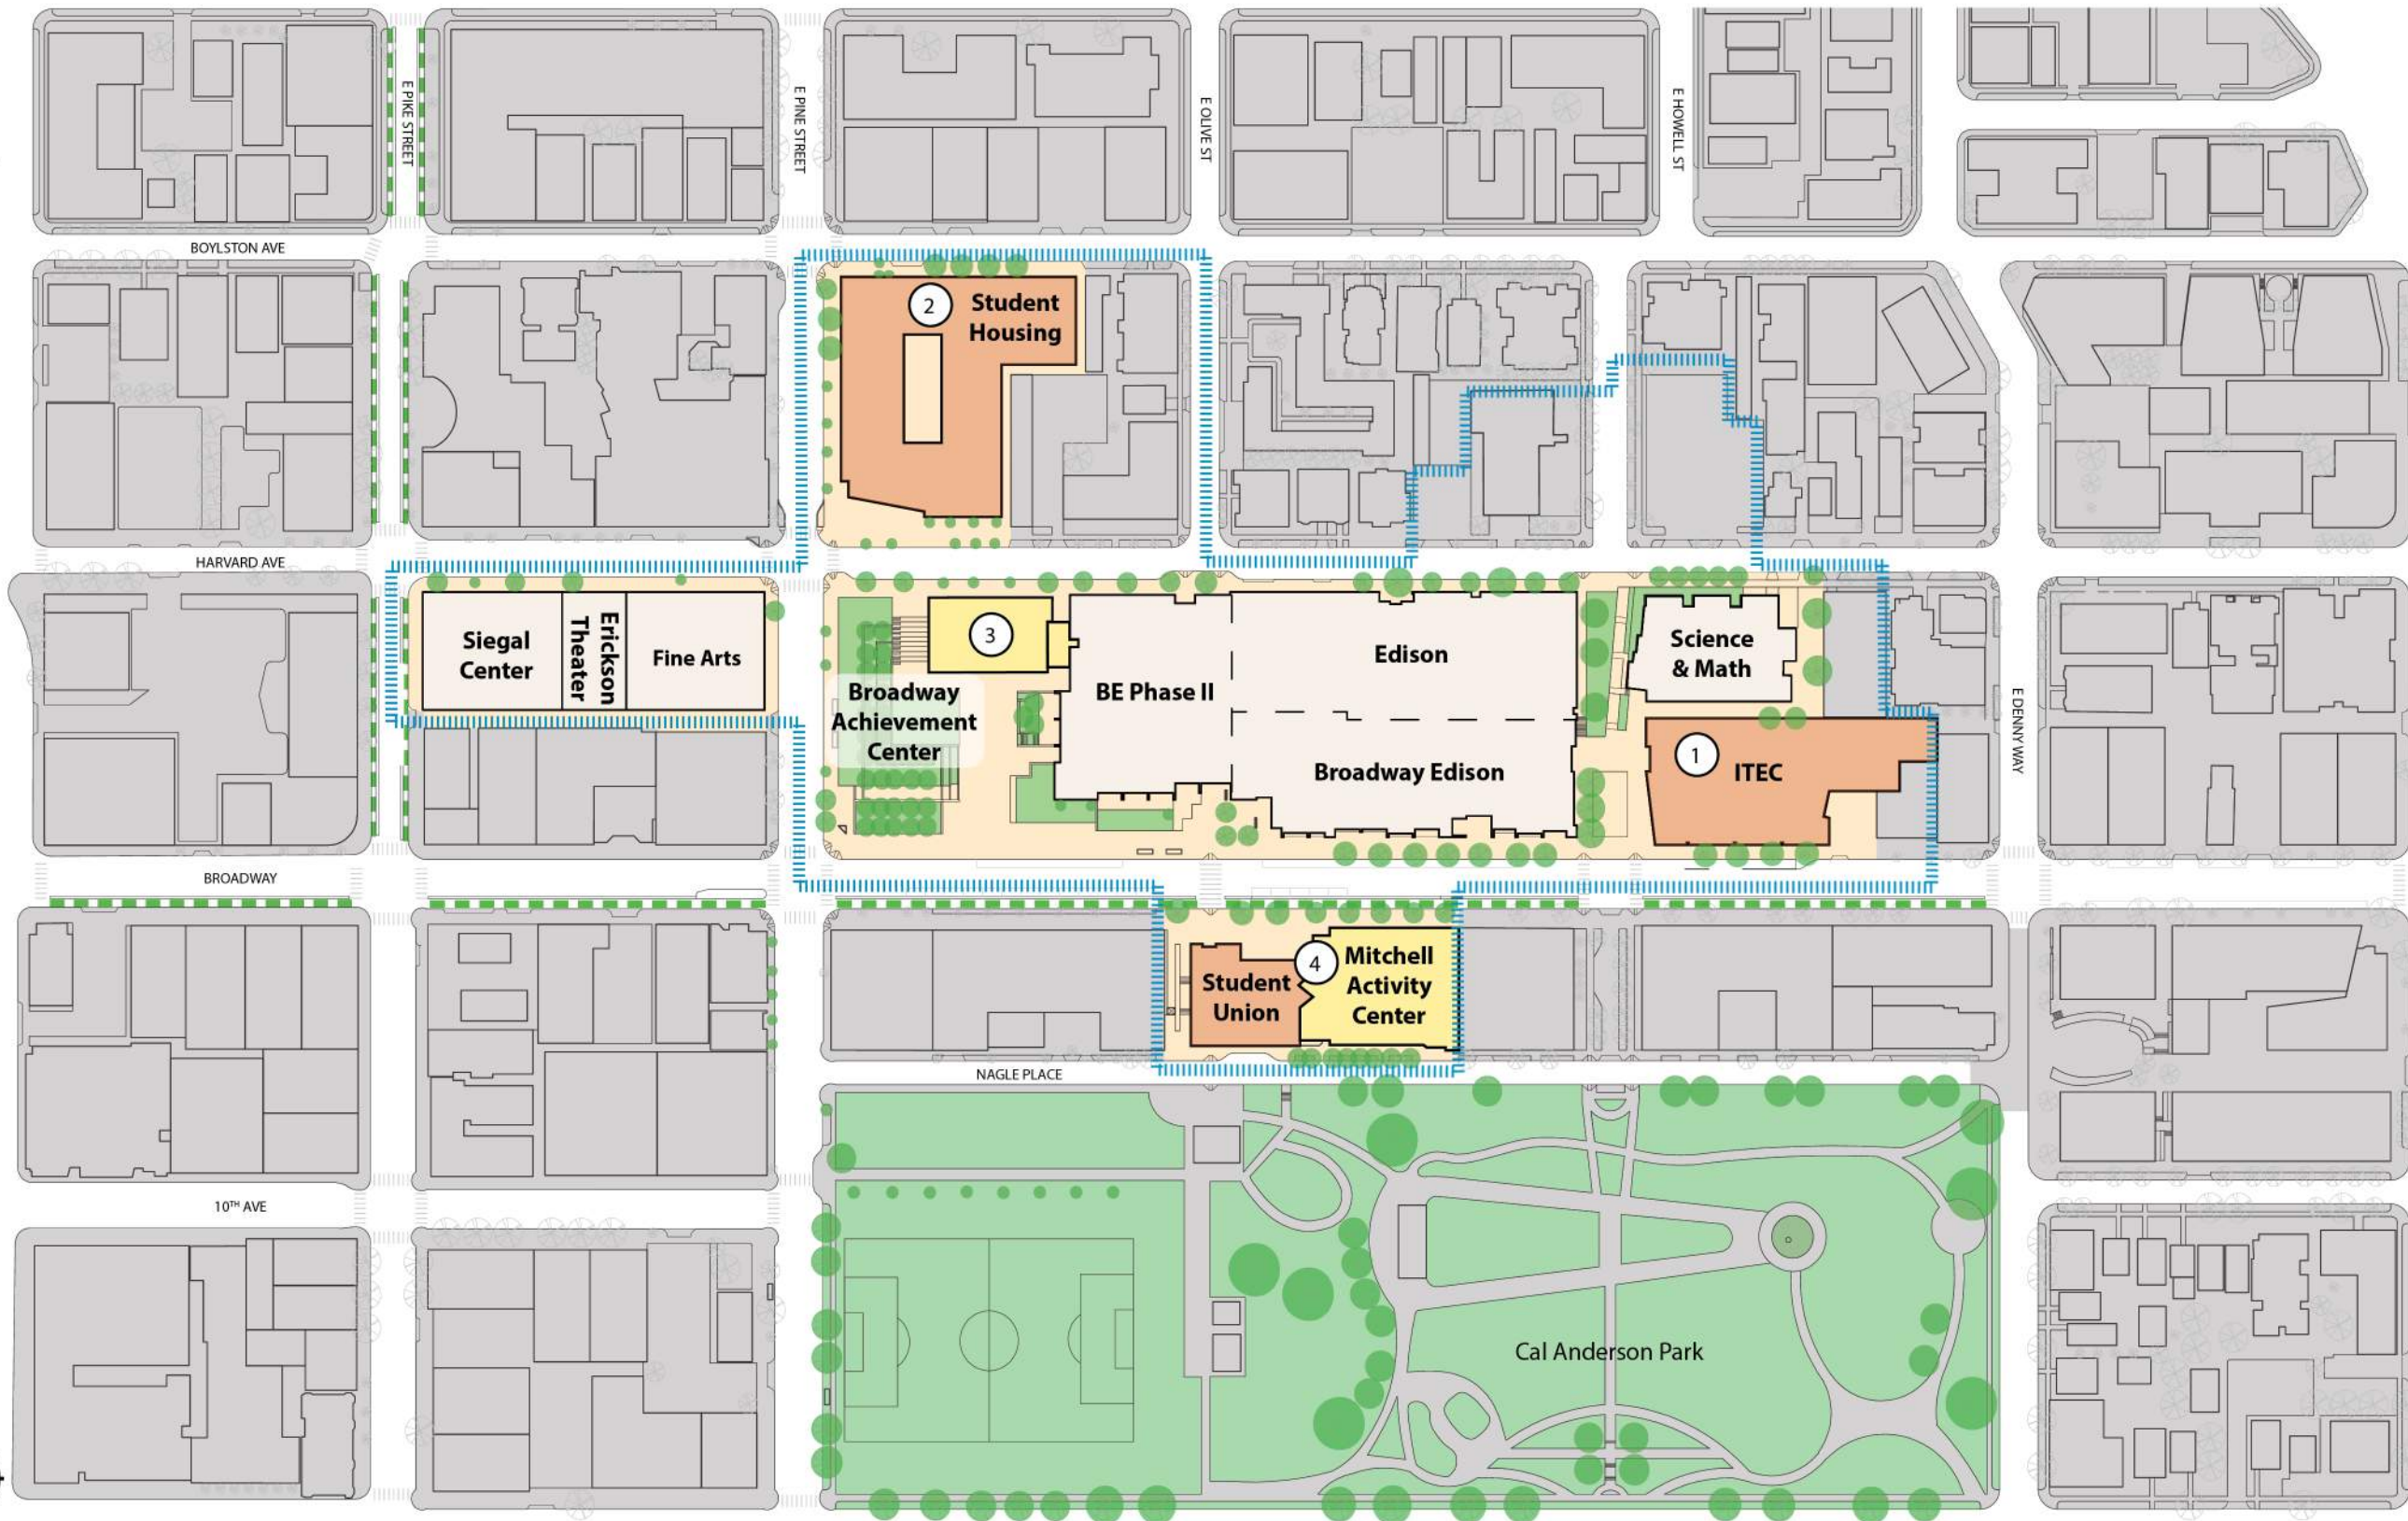 E PIKE STREET
E PINE STREET
E OLIVE ST
E HOWELL ST
BOYLSTON AVE
2
Student
Housing
HARVARD AVE
Siegal
Center
Erickson
Theater
Fine Arts
3
Broadway
Achievement
Center
BE Phase II
Edison
Broadway Edison
Science
& Math
1
ITEC
E DENNY WAY
BROADWAY
Student
Union
4
Mitchell
Activity
Center
NAGLE PLACE
10TH AVE
Cal Anderson Park